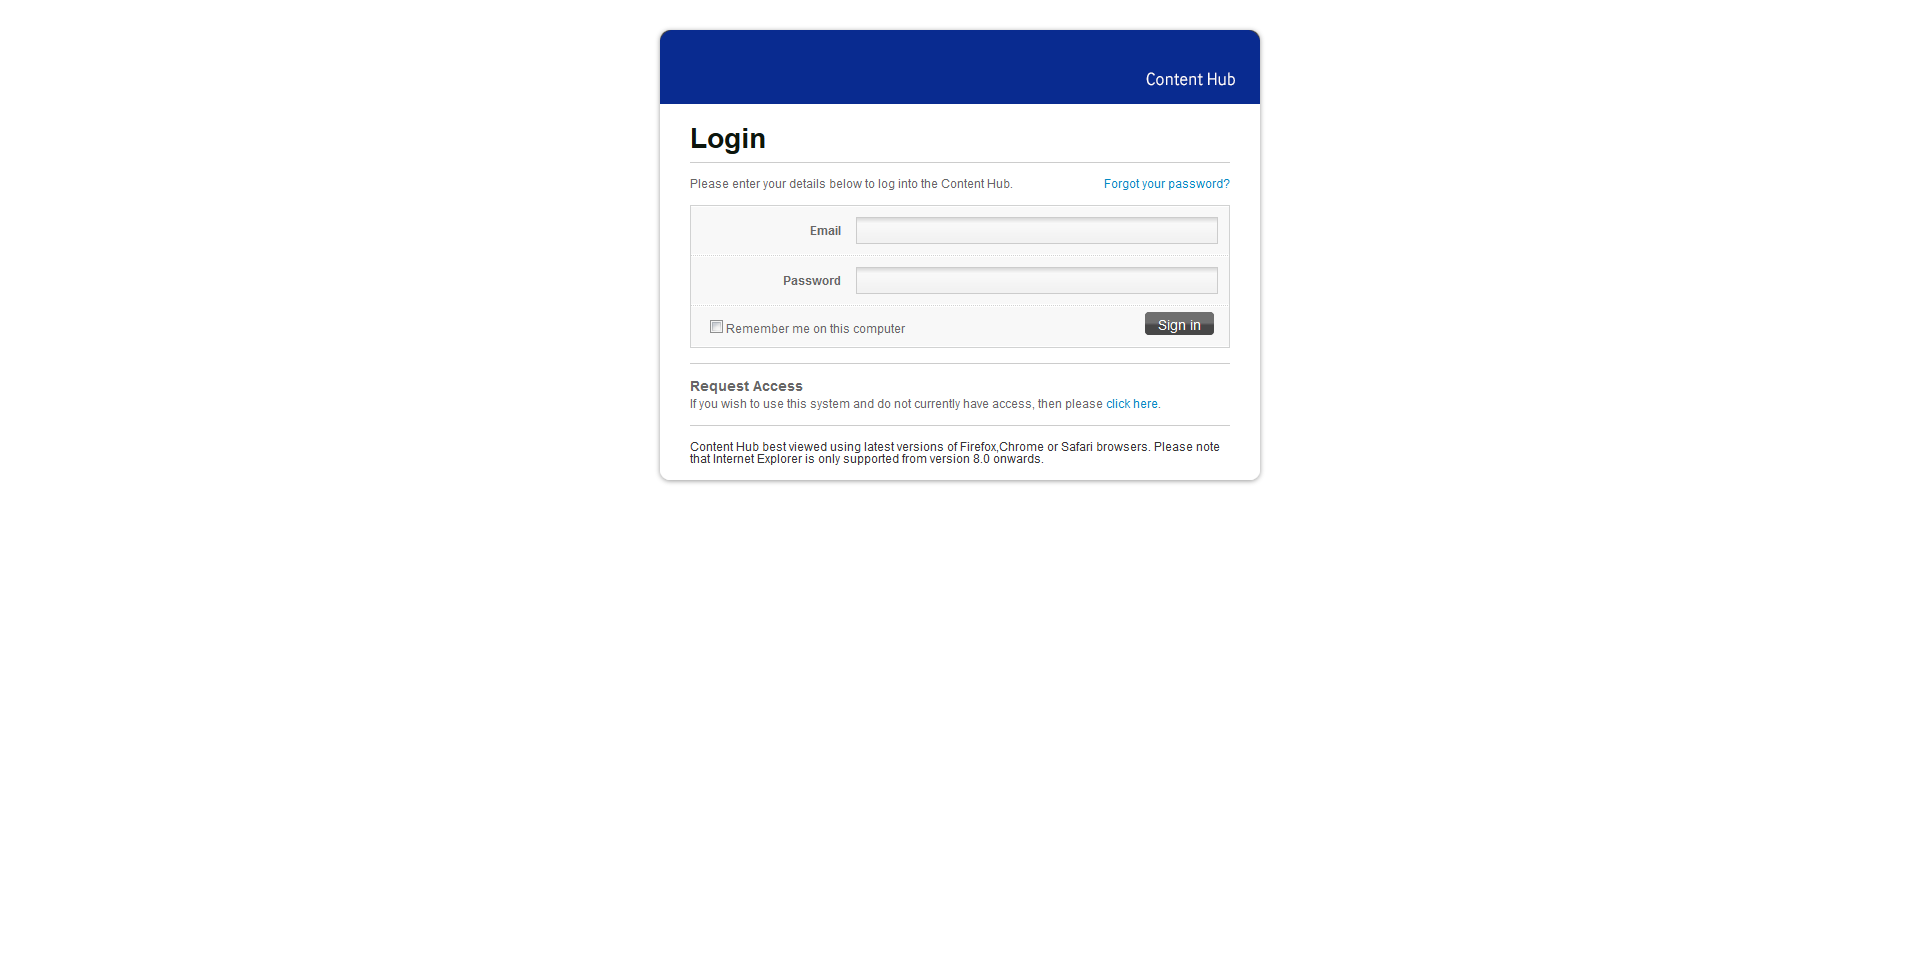 Content Hub
Login
Please enter your details below to log into the Content Hub.
Forgot your password?
Email
Password
Remember me on this computer
Sign in
Request Access
If you wish to use this system and do not currently have access, then please click here.
Content Hub best viewed using latest versions of Firefox,Chrome or Safari browsers. Please note
that Internet Explorer is only supported from version 8.0 onwards.